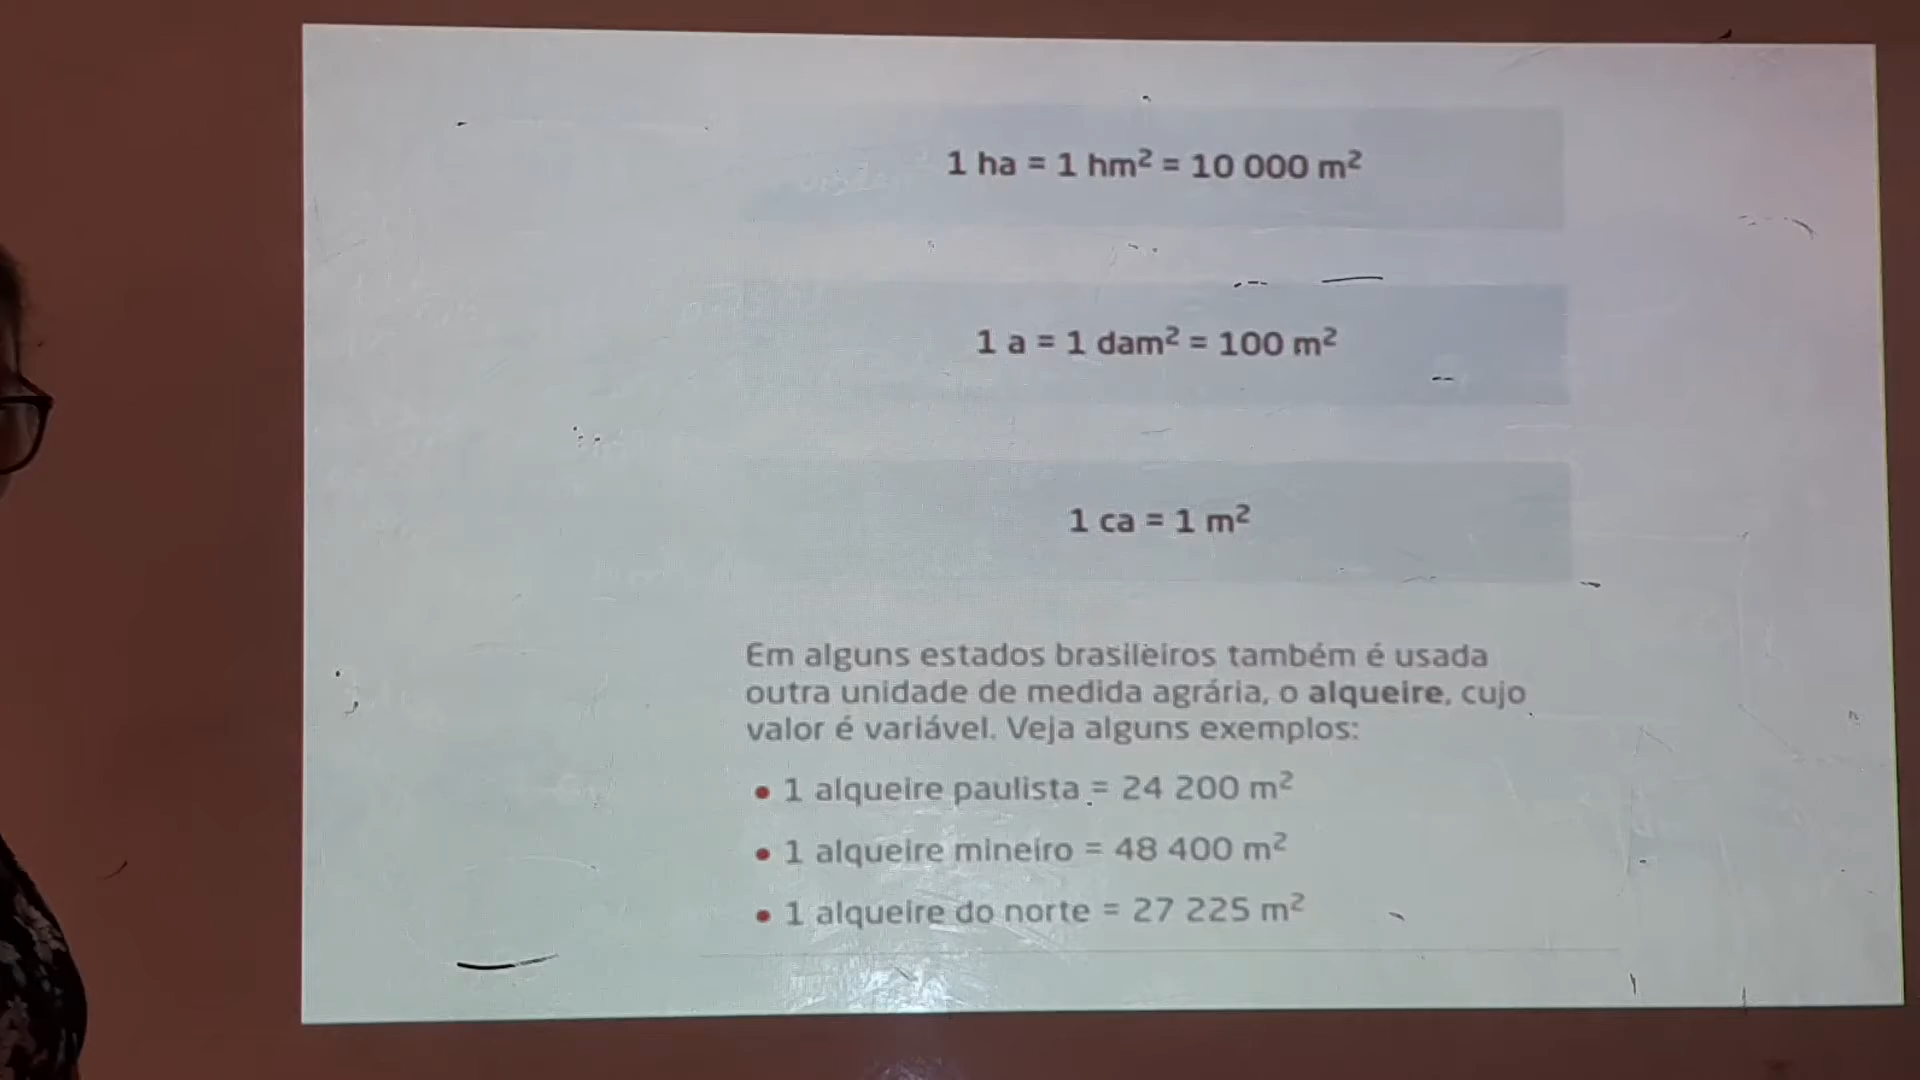 1 ha = 1 hm² = 10 000 m²
1 a = 1 dam² = 100 m²
1 ca = 1 m²
Em alguns estados brasileiros também é usada
outra unidade de medida agrária, o alqueire, cujo
valor é variável. Veja alguns exemplos:
• 1 alqueire paulista = 24 200 m²
• 1 alqueire mineiro = 48 400 m²
• 1 alqueire do norte = 27 225 m²